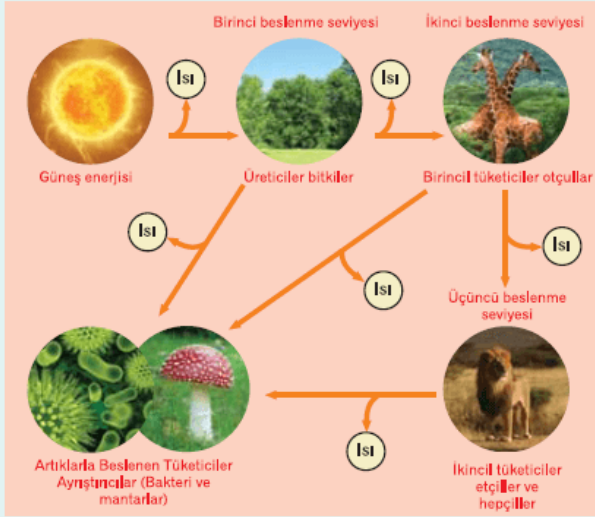 Birinci beslenme seviyesi
İkinci beslenme seviyesi
Isı
Isı
Güneş enerjisi
Üreticiler bitkiler
Birincil tüketiciler otçullar
Isı
Isı
Isı
Üçüncü beslenme
seviyesi
Isı
Artıklarla Beslenen Tüketiciler
Ayrıştırıcılar (Bakteri ve
mantarlar)
İkincil tüketiciler
etçiller ve
hepçiller